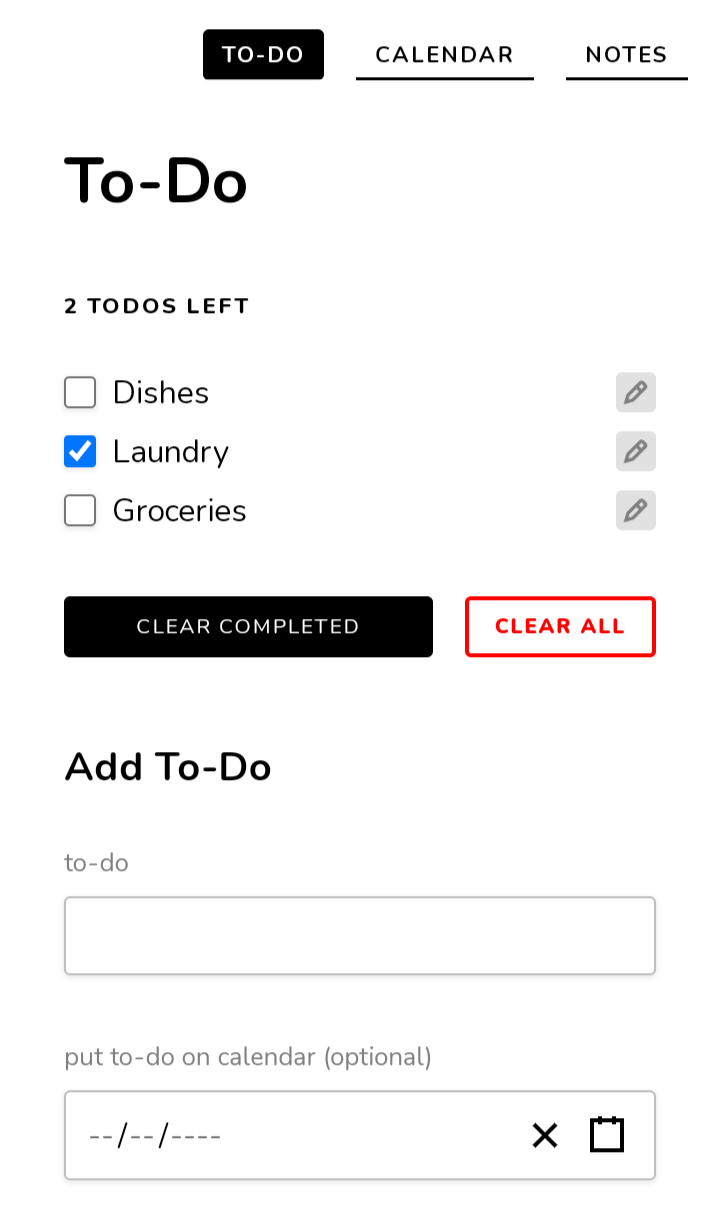 TO-DO CALENDAR NOTES
To-Do
2 TODOS LEFT
Dishes
Laundry
Groceries
CLEAR COMPLETED CLEAR ALL
Add To-Do
to-do
put to-do on calendar (optional)
--/--/----